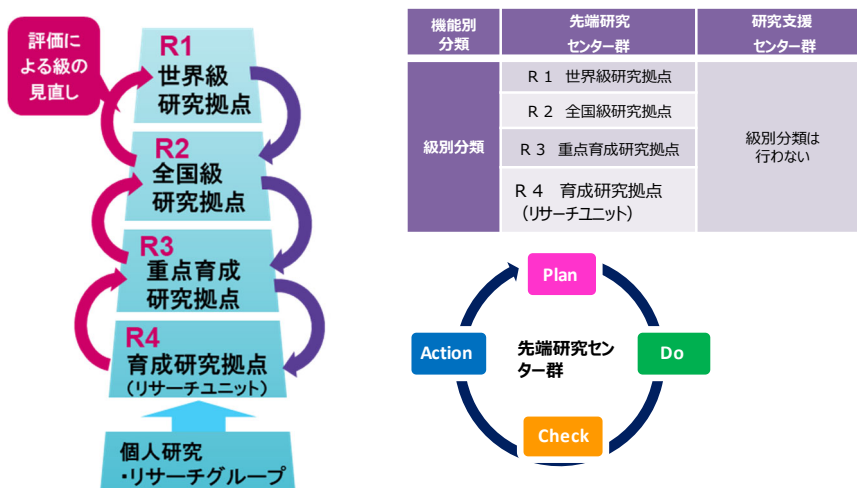 評価に
よる級の
見直し
R1
世界級
研究拠点
R2
全国級
研究拠点
R3
重点育成
研究拠点
R4
育成研究拠点
(リサーチユニット)
個人研究
・リサーチグループ
機能別
分類
先端研究
センター群
研究支援
センター群
級別分類
R 1 世界級研究拠点
R 2 全国級研究拠点
R 3 重点育成研究拠点
R 4 育成研究拠点
（リサーチユニット）
級別分類は
行わない
Plan
Action
先端研究セン
ター群
Do
Check